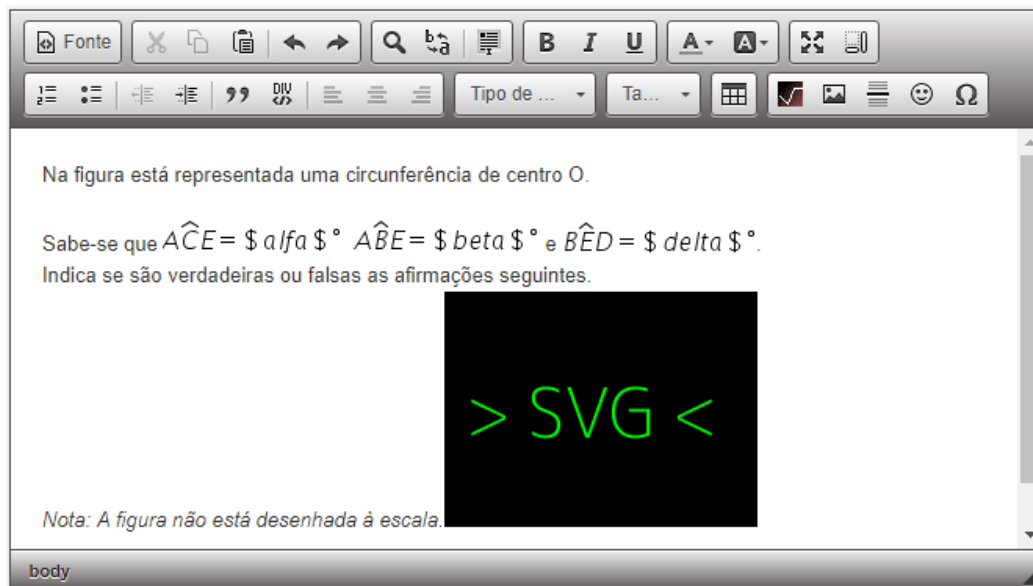 Fonte
B I U A A
DIV
Tipo de ... Ta... Ω
Na figura está representada uma circunferência de centro O.
Sabe-se que AĈE = $ alfa $ ° AB̂E = $ beta $ ° e BÊD = $ delta $ °.
Indica se são verdadeiras ou falsas as afirmações seguintes.
> SVG <
Nota: A figura não está desenhada à escala.
body